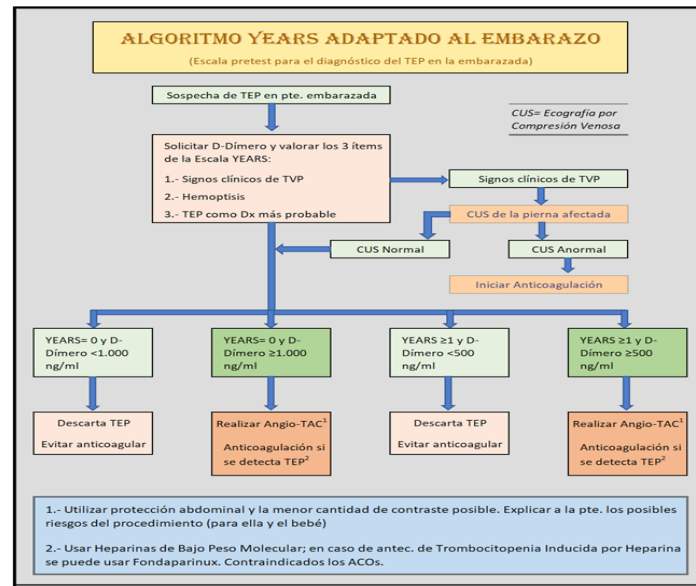 ALGORITMO YEARS ADAPTADO AL EMBARAZO
(Escala pretest para el diagnóstico del TEP en la embarazada)
Sospecha de TEP en pte. embarazada
CUS= Ecografía por
Compresión Venosa
Solicitar D-Dímero y valorar los 3 ítems
de la Escala YEARS:
1.- Signos clínicos de TVP
2.- Hemoptisis
3.- TEP como Dx más probable
Signos clínicos de TVP
CUS de la pierna afectada
CUS Normal
CUS Anormal
Iniciar Anticoagulación
YEARS= 0 y D-
Dímero <1.000
ng/ml
YEARS= 0 y D-
Dímero ≥1.000
ng/ml
YEARS ≥1 y D-
Dímero <500
ng/ml
YEARS ≥1 y D-
Dímero ≥500
ng/ml
Descarta TEP
Evitar anticoagular
Realizar Angio-TAC¹
Anticoagulación si
se detecta TEP²
Descarta TEP
Evitar anticoagular
Realizar Angio-TAC¹
Anticoagulación si
se detecta TEP²
1.- Utilizar protección abdominal y la menor cantidad de contraste posible. Explicar a la pte. los posibles
riesgos del procedimiento (para ella y el bebé)
2.- Usar Heparinas de Bajo Peso Molecular; en caso de antec. de Trombocitopenia Inducida por Heparina
se puede usar Fondaparinux. Contraindicados los ACOs.